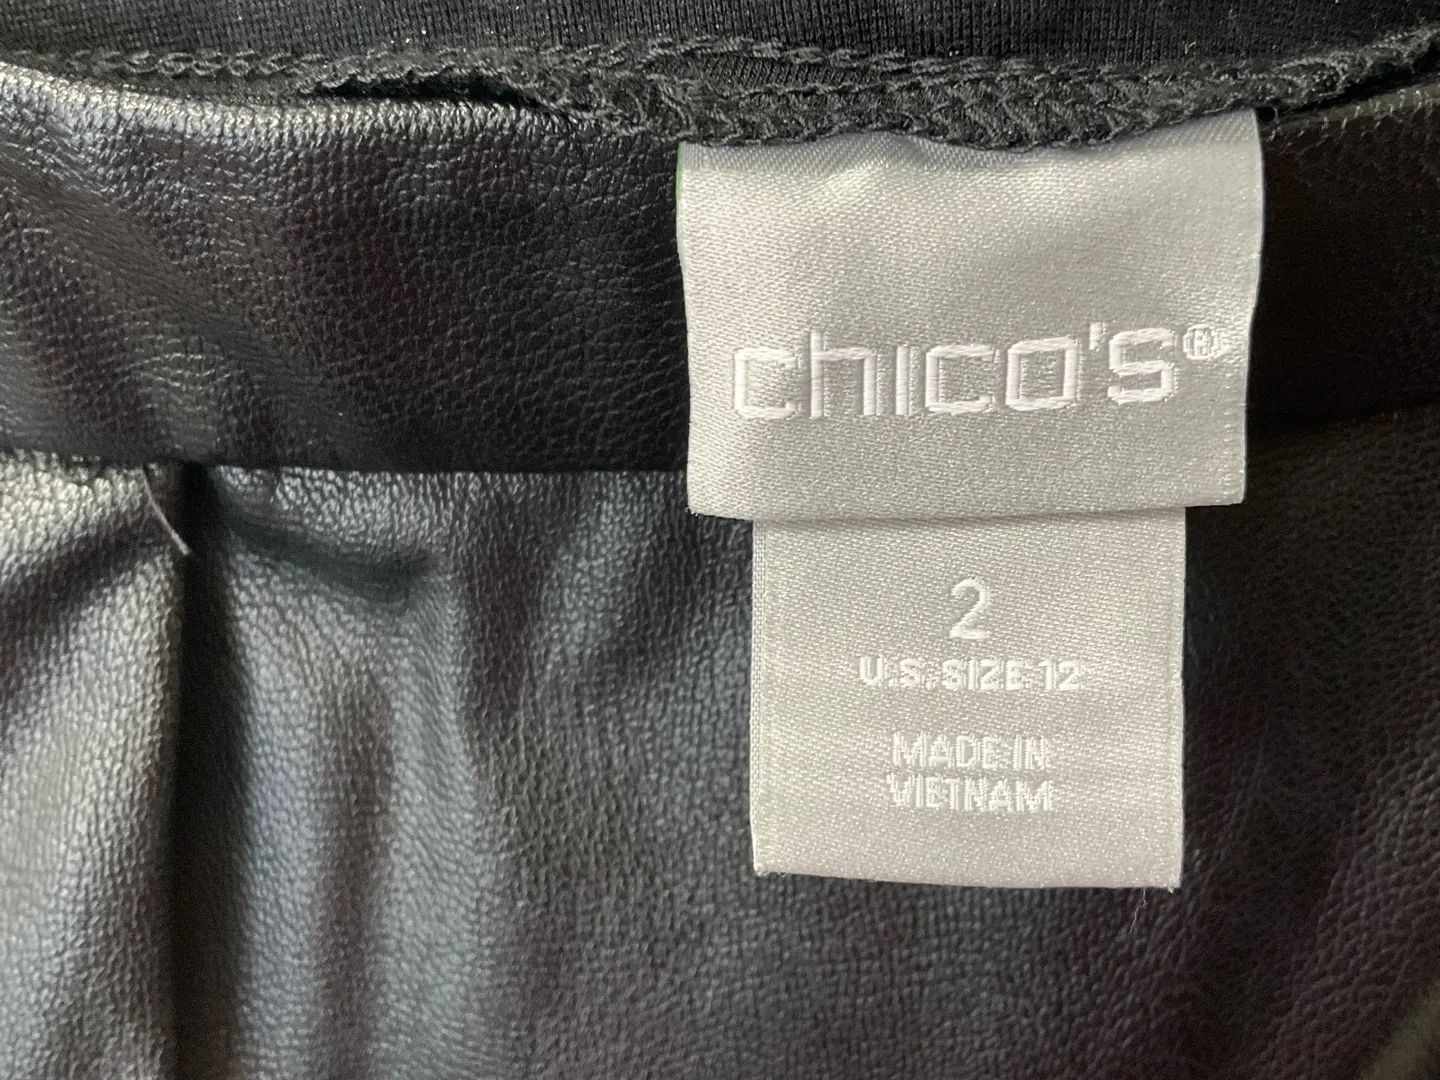 chico's®
2
U.S. SIZE 12
MADE IN
VIETNAM